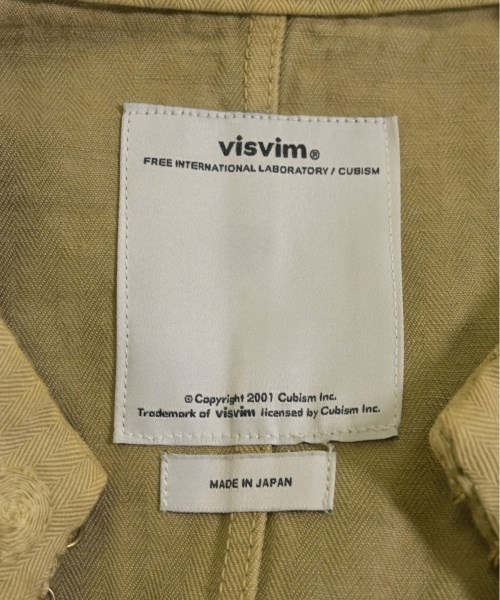 visvim®
FREE INTERNATIONAL LABORATORY / CUBISM
© Copyright 2001 Cubism Inc.
Trademark of visvim licensed by Cubism Inc.
MADE IN JAPAN